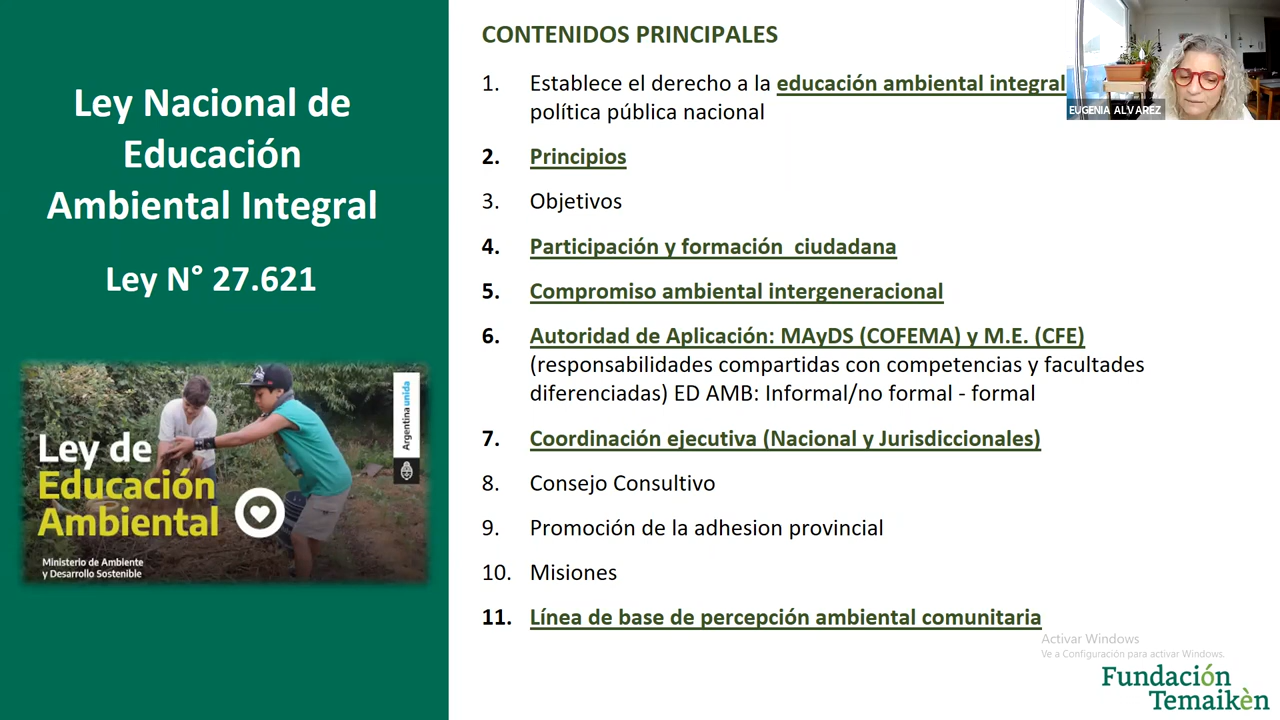 Ley Nacional de
Educación
Ambiental Integral
Ley N° 27.621
Ley de
Educación
Ambiental
Ministerio de Ambiente
y Desarrollo Sostenible
Argentina unida
CONTENIDOS PRINCIPALES
1. Establece el derecho a la educación ambiental integral
política pública nacional
2. Principios
3. Objetivos
4. Participación y formación ciudadana
5. Compromiso ambiental intergeneracional
6. Autoridad de Aplicación: MAyDS (COFEMA) y M.E. (CFE)
(responsabilidades compartidas con competencias y facultades
diferenciadas) ED AMB: Informal/no formal - formal
7. Coordinación ejecutiva (Nacional y Jurisdiccionales)
8. Consejo Consultivo
9. Promoción de la adhesion provincial
10. Misiones
11. Línea de base de percepción ambiental comunitaria
EUGENIA ALVAREZ
Activar Windows
Ve a Configuración para activar Windows.
Fundación
Temaikèn